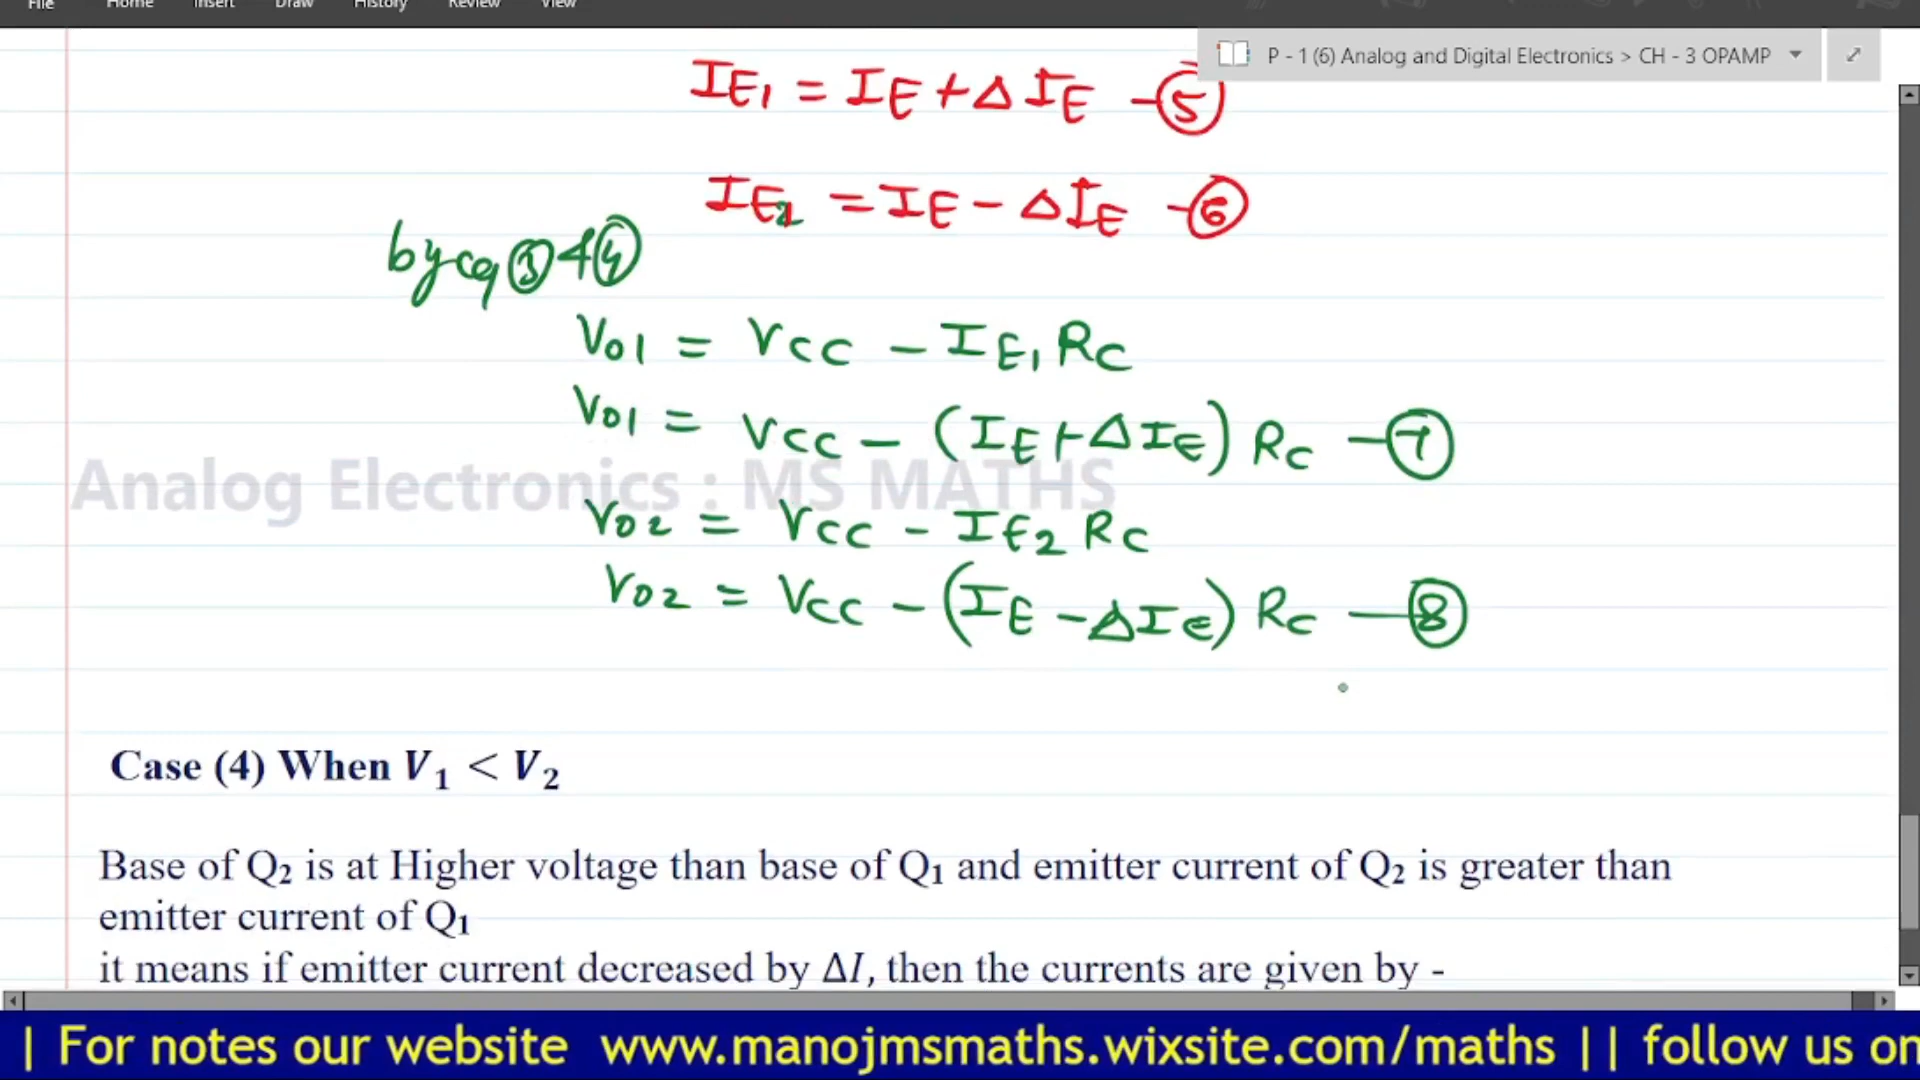 File Home Insert Draw History Review View
P - 1 (6) Analog and Digital Electronics > CH - 3 OPAMP
IE1 = IE + Δ IE - 5
IE2 = IE - Δ IE - 6
by eq 3 & 4
Vo1 = VCC - IE1 RC
Vo1 = VCC - (IE + Δ IE) RC - 7
Analog Electronics : MS MATHS
Vo2 = VCC - IE2 RC
Vo2 = VCC - (IE - Δ IE) RC - 8
Case (4) When V1 < V2
Base of Q2 is at Higher voltage than base of Q1 and emitter current of Q2 is greater than
emitter current of Q1
it means if emitter current decreased by ΔI, then the currents are given by -
| For notes our website www.manojmsmaths.wixsite.com/maths || follow us on